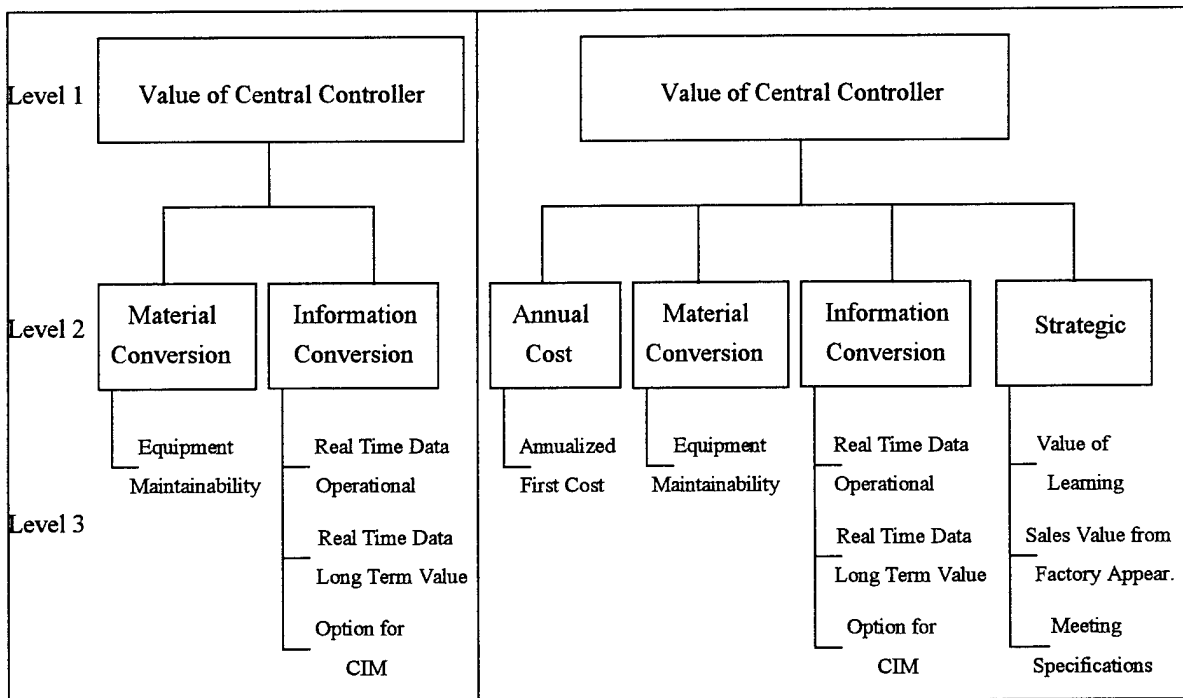 Level 1
Value of Central Controller
Value of Central Controller
Level 2
Material
Conversion
Information
Conversion
Annual
Cost
Material
Conversion
Information
Conversion
Strategic
Level 3
Equipment
Maintainability
Real Time Data
Operational
Real Time Data
Long Term Value
Option for
CIM
Annualized
First Cost
Equipment
Maintainability
Real Time Data
Operational
Real Time Data
Long Term Value
Option for
CIM
Value of
Learning
Sales Value from
Factory Appear.
Meeting
Specifications